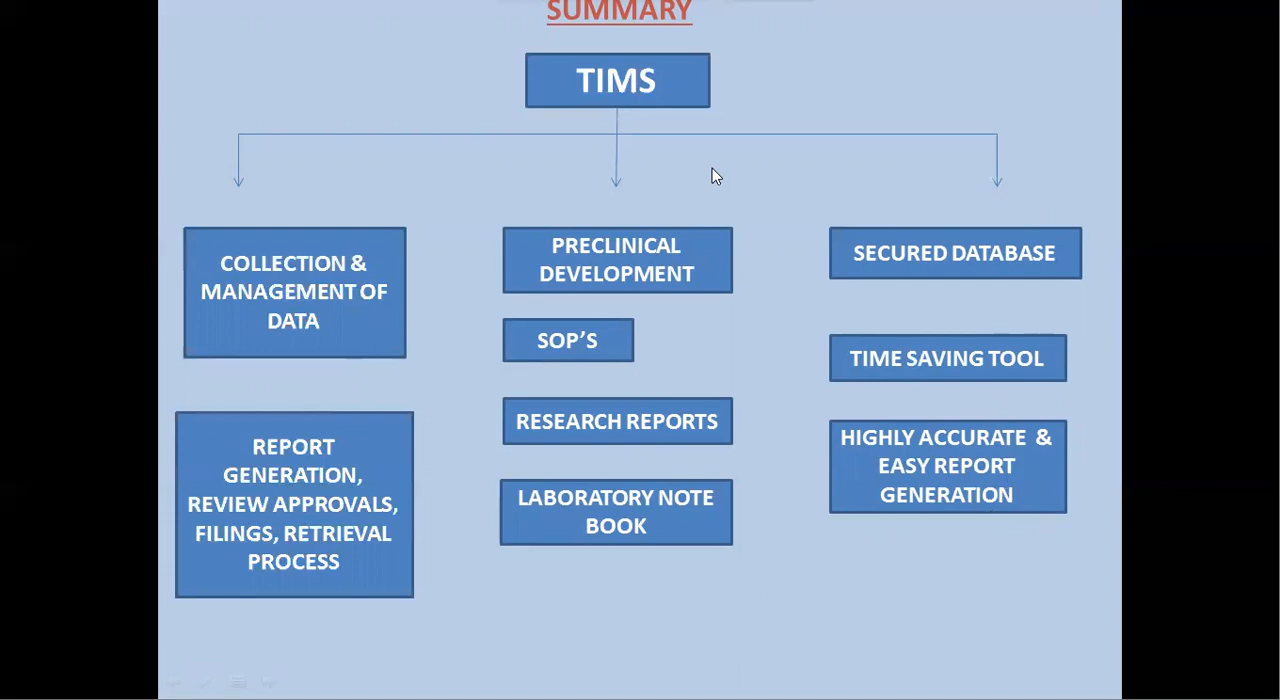 SUMMARY
TIMS
COLLECTION &
MANAGEMENT OF
DATA
REPORT
GENERATION,
REVIEW APPROVALS,
FILINGS, RETRIEVAL
PROCESS
PRECLINICAL
DEVELOPMENT
SOP’S
RESEARCH REPORTS
LABORATORY NOTE
BOOK
SECURED DATABASE
TIME SAVING TOOL
HIGHLY ACCURATE &
EASY REPORT
GENERATION